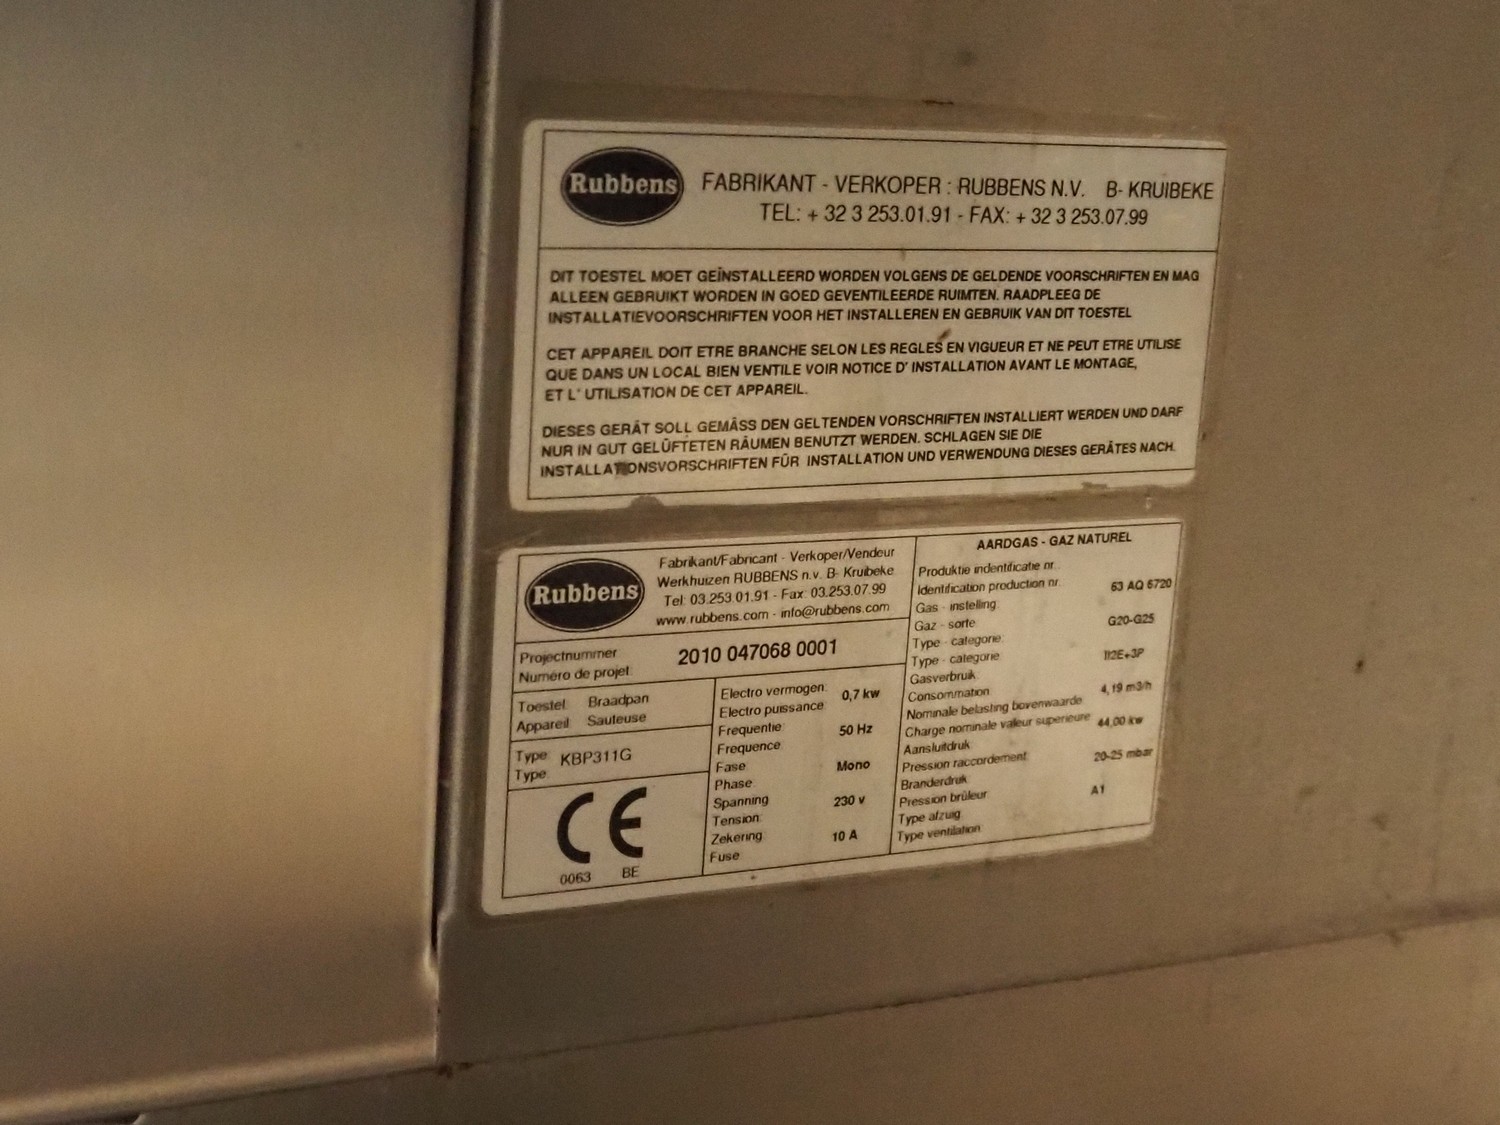 Rubbens
FABRIKANT - VERKOPER : RUBBENS N.V. B- KRUIBEKE
TEL: + 32 3 253.01.91 - FAX: + 32 3 253.07.99
DIT TOESTEL MOET GEÏNSTALLEERD WORDEN VOLGENS DE GELDENDE VOORSCHRIFTEN EN MAG
ALLEEN GEBRUIKT WORDEN IN GOED GEVENTILEERDE RUIMTEN. RAADPLEEG DE
INSTALLATIEVOORSCHRIFTEN VOOR HET INSTALLEREN EN GEBRUIK VAN DIT TOESTEL
CET APPAREIL DOIT ETRE BRANCHE SELON LES REGLES EN VIGUEUR ET NE PEUT ETRE UTILISE
QUE DANS UN LOCAL BIEN VENTILE VOIR NOTICE D' INSTALLATION AVANT LE MONTAGE,
ET L' UTILISATION DE CET APPAREIL.
DIESES GERÄT SOLL GEMÄSS DEN GELTENDEN VORSCHRIFTEN INSTALLIERT WERDEN UND DARF
NUR IN GUT GELÜFTETEN RÄUMEN BENUTZT WERDEN. SCHLAGEN SIE DIE
INSTALLATIONSVORSCHRIFTEN FÜR INSTALLATION UND VERWENDUNG DIESES GERÄTES NACH.
Rubbens
Fabrikant/Fabricant - Verkoper/Vendeur
Werkhuizen RUBBENS n.v. B- Kruibeke
Tel: 03.253.01.91 - Fax: 03.253.07.99
www.rubbens.com - info@rubbens.com
Projectnummer
Numéro de projet
2010 047068 0001
Toestel Braadpan
Appareil Sauteuse
Type KBP311G
Type
CE
0063 BE
Electro vermogen: 0,7 kw
Electro puissance
Frequentie 50 Hz
Frequence
Fase Mono
Phase
Spanning 230 v
Tension
Zekering 10 A
Fuse
AARDGAS - GAZ NATUREL
Produktie indentificatie nr.
Identification production nr. 63 AQ 6720
Gas - instelling
Gaz - sorte G20-G25
Type - categorie:
Type - categorie II2E+3P
Gasverbruik
Consommation 4,19 m3/h
Nominale belasting bovenwaarde
Charge nominale valeur superieure 44,00 kw
Aansluitdruk
Pression raccordement 20-25 mbar
Branderdruk
Pression brûleur A1
Type afzuig
Type ventilation